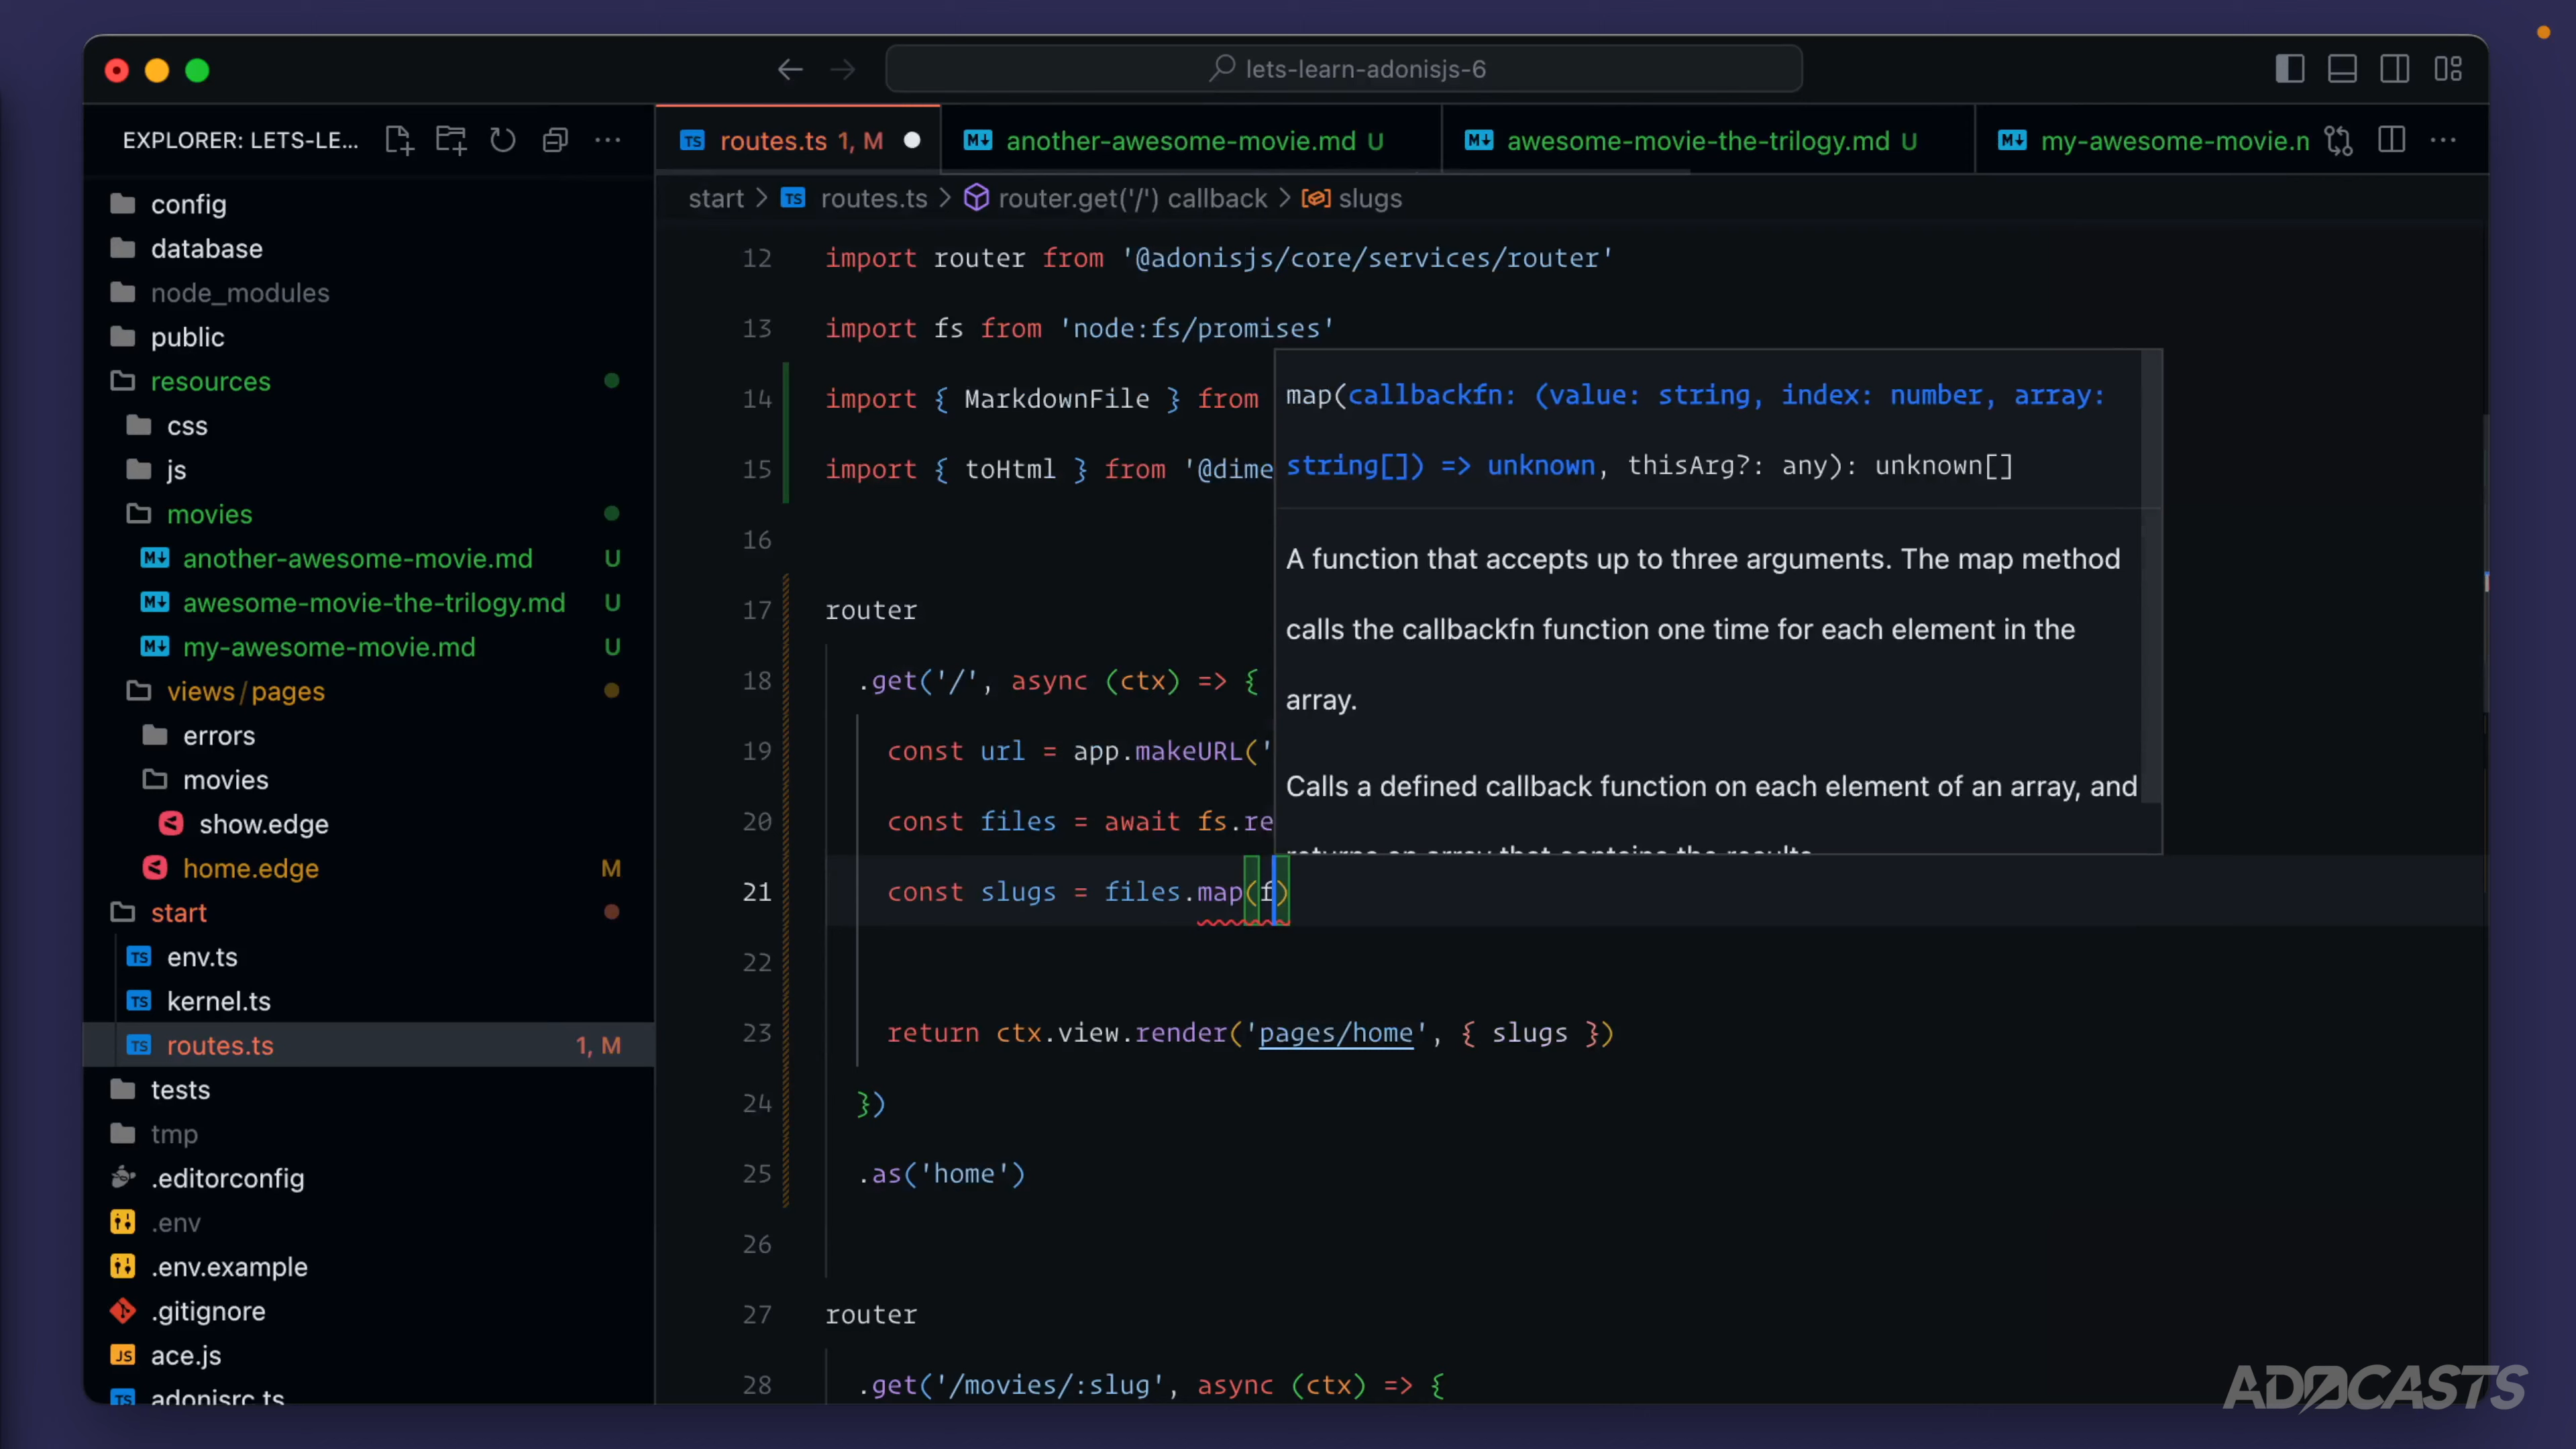 lets-learn-adonisjs-6
EXPLORER: LETS-LE...
routes.ts 1, M
another-awesome-movie.md U
awesome-movie-the-trilogy.md U
my-awesome-movie.n
start > routes.ts > router.get('/') callback > slugs
config
database
node_modules
public
resources
css
js
movies
another-awesome-movie.md U
awesome-movie-the-trilogy.md U
my-awesome-movie.md U
views/pages
errors
movies
show.edge
home.edge M
start
env.ts
kernel.ts
routes.ts 1, M
tests
tmp
.editorconfig
.env
.env.example
.gitignore
ace.js
adonisrc.ts
12 import router from '@adonisjs/core/services/router'
13 import fs from 'node:fs/promises'
14 import { MarkdownFile } from
15 import { toHtml } from '@dime
16
17 router
18 .get('/', async (ctx) => {
19 const url = app.makeURL('
20 const files = await fs.re
21 const slugs = files.map(f)
22
23 return ctx.view.render('pages/home', { slugs })
24 })
25 .as('home')
26
27 router
28 .get('/movies/:slug', async (ctx) => {
map(callbackfn: (value: string, index: number, array:
string[]) => unknown, thisArg?: any): unknown[]
A function that accepts up to three arguments. The map method
calls the callbackfn function one time for each element in the
array.
Calls a defined callback function on each element of an array, and
returns an array that contains the results.
ADOCASTS